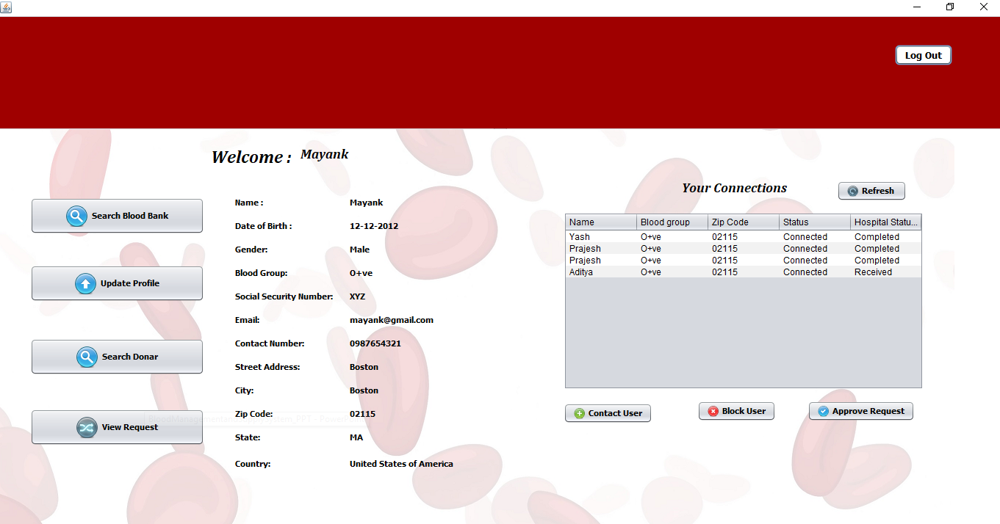 Log Out
Welcome : Mayank
Your Connections
Refresh
Search Blood Bank
Update Profile
Search Donar
View Request
Name : Mayank
Date of Birth : 12-12-2012
Gender: Male
Blood Group: O+ve
Social Security Number: XYZ
Email: mayank@gmail.com
Contact Number: 0987654321
Street Address: Boston
City: Boston
Zip Code: 02115
State: MA
Country: United States of America
Name Blood group Zip Code Status Hospital Statu...
Yash O+ve 02115 Connected Completed
Prajesh O+ve 02115 Connected Completed
Prajesh O+ve 02115 Connected Completed
Aditya O+ve 02115 Connected Received
Contact User
Block User
Approve Request